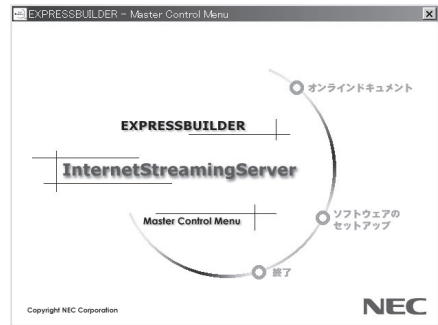 EXPRESSBUILDER - Master Control Menu
オンラインドキュメント
EXPRESSBUILDER
InternetStreamingServer
Master Control Menu
ソフトウェアの
セットアップ
終了
Copyright NEC Corporation
NEC